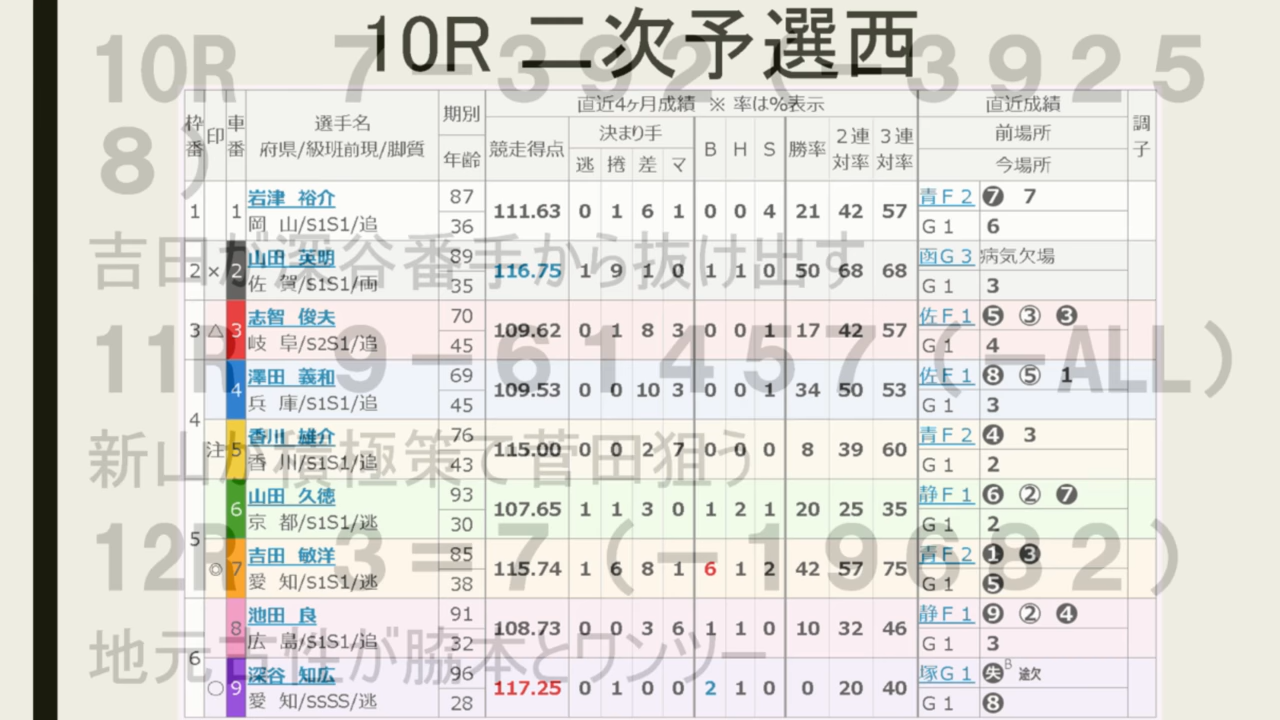 10R 二次予選西
10R 7-392(-3925
8)
吉田が深谷番手から抜け出す
11R 9-61457(-ALL)
新山が積極策で菅田狙う
12R 3=7(-19682)
地元古性が脇本とワンツー
枠番 印 車番 選手名 府県/級班前現/脚質 期別 年齢 競走得点 直近4ヶ月成績 ※ 率は%表示 決まり手 逃 捲 差 マ B H S 勝率 2連対率 3連対率 直近成績 前場所 今場所 調子
1 1 岩津 裕介 87 111.63 0 1 6 1 0 0 4 21 42 57 青F2 ❼ 7
岡 山/S1S1/追 36 G1 6
2 × 2 山田 英明 89 116.75 1 9 1 0 1 1 0 50 68 68 函G3 病気欠場
佐 賀/S1S1/両 35 G1 3
3 △ 3 志智 俊夫 70 109.62 0 1 8 3 0 0 1 17 42 57 佐F1 ❺ ③ ❸
岐 阜/S2S1/追 45 G1 4
4 4 澤田 義和 69 109.53 0 0 10 3 0 0 1 34 50 53 佐F1 ❽ ⑤ 1
兵 庫/S1S1/追 45 G1 3
注 5 香川 雄介 76 115.00 0 0 2 7 0 0 0 8 39 60 青F2 ❹ 3
香 川/S1S1/追 43 G1 2
5 6 山田 久徳 93 107.65 1 1 3 0 1 2 1 20 25 35 静F1 ❻ ② ❼
京 都/S1S1/逃 30 G1 2
◎ 7 吉田 敏洋 85 115.74 1 6 8 1 6 1 2 42 57 75 青F2 ❶ ❸
愛 知/S1S1/逃 38 G1 ❺
6 8 池田 良 91 108.73 0 0 3 6 1 1 0 10 32 46 静F1 ❾ ② ❹
広 島/S1S1/追 32 G1 3
○ 9 深谷 知広 96 117.25 0 1 0 0 2 1 0 0 20 40 塚G1 失B 途欠
愛 知/SSSS/逃 28 G1 ❽